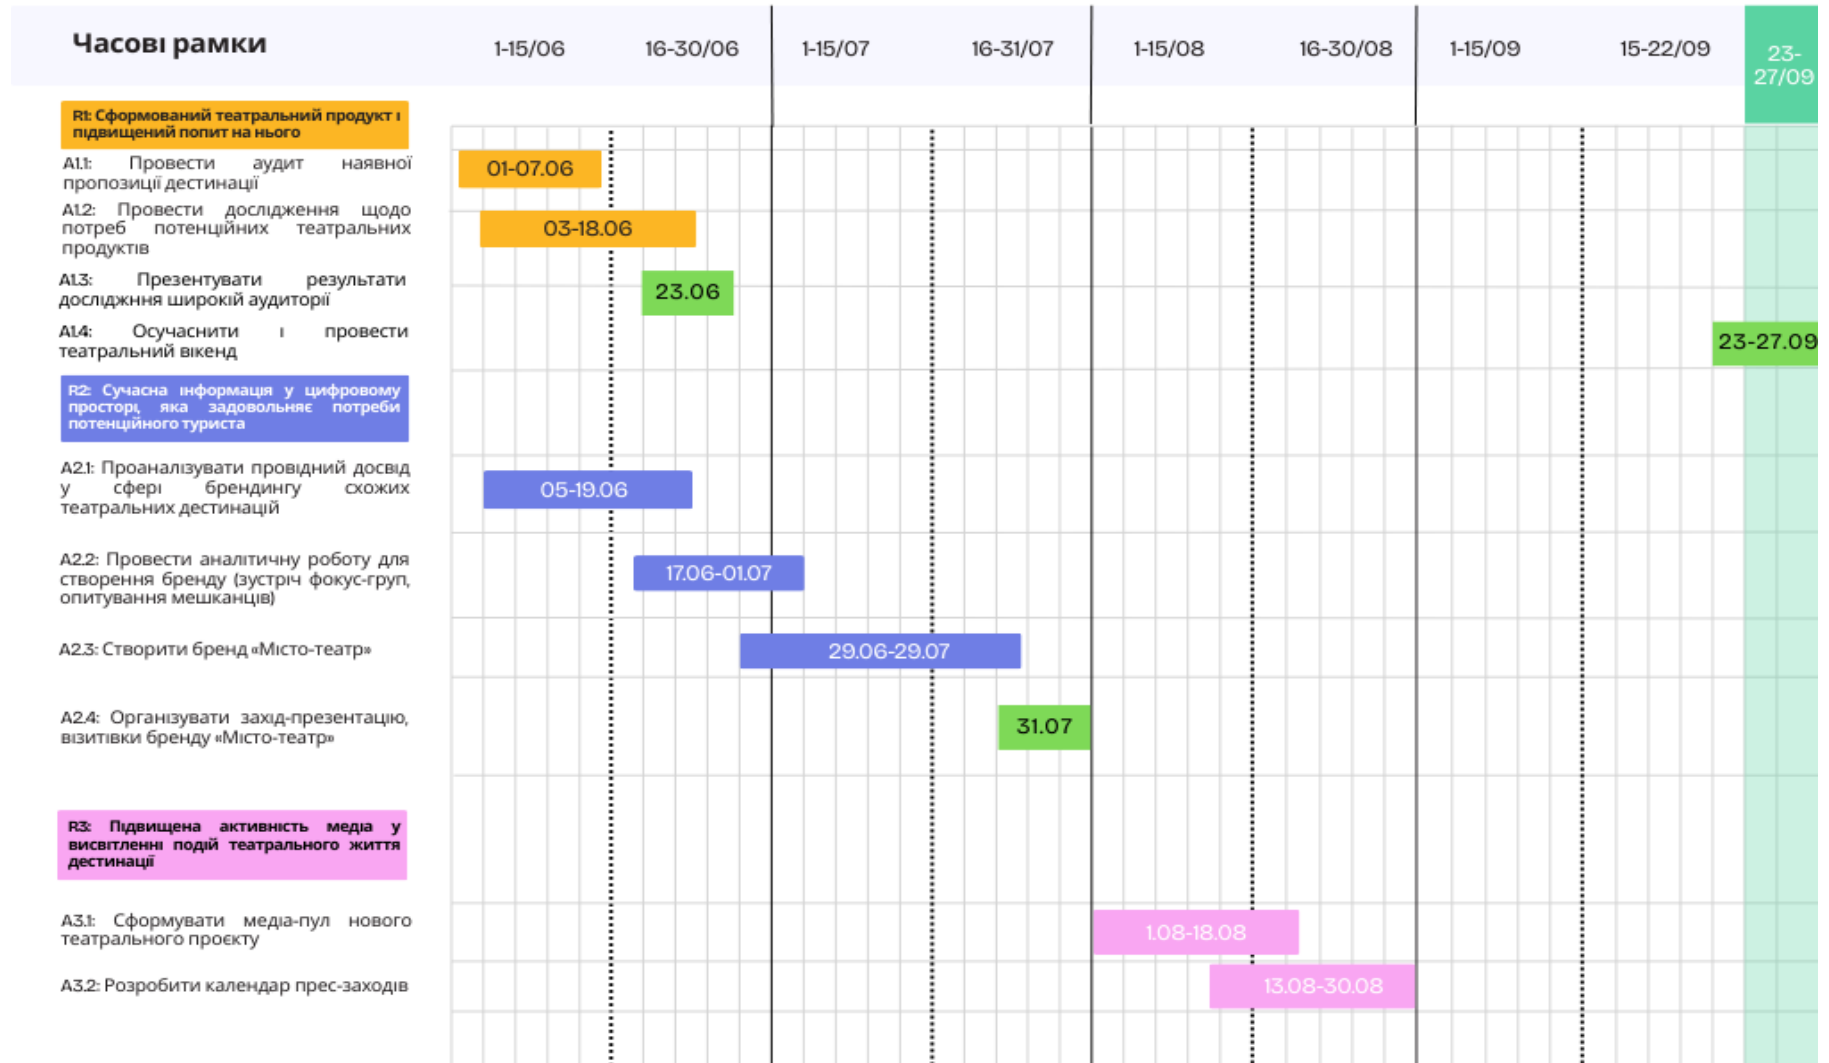 Часові рамки
1-15/06
16-30/06
1-15/07
16-31/07
1-15/08
16-30/08
1-15/09
15-22/09
23-
27/09
R1: Сформований театральний продукт і
підвищений попит на нього
A1.1: Провести аудит наявної
пропозиції дестинації
01-07.06
A1.2: Провести дослідження щодо
потреб потенційних театральних
продуктів
03-18.06
A1.3: Презентувати результати
досліджння широкій аудиторії
23.06
A1.4: Осучаснити і провести
театральний вікенд
23-27.09
R2: Сучасна інформація у цифровому
просторі, яка задовольняє потреби
потенційного туриста
A2.1: Проаналізувати провідний досвід
у сфері брендингу схожих
театральних дестинацій
05-19.06
A2.2: Провести аналітичну роботу для
створення бренду (зустріч фокус-груп,
опитування мешканців)
17.06-01.07
A2.3: Створити бренд «Місто-театр»
29.06-29.07
A2.4: Організувати захід-презентацію,
візитівки бренду «Місто-театр»
31.07
R3: Підвищена активність медіа у
висвітленні подій театрального життя
дестинації
A3.1: Сформувати медіа-пул нового
театрального проєкту
1.08-18.08
A3.2: Розробити календар прес-заходів
13.08-30.08